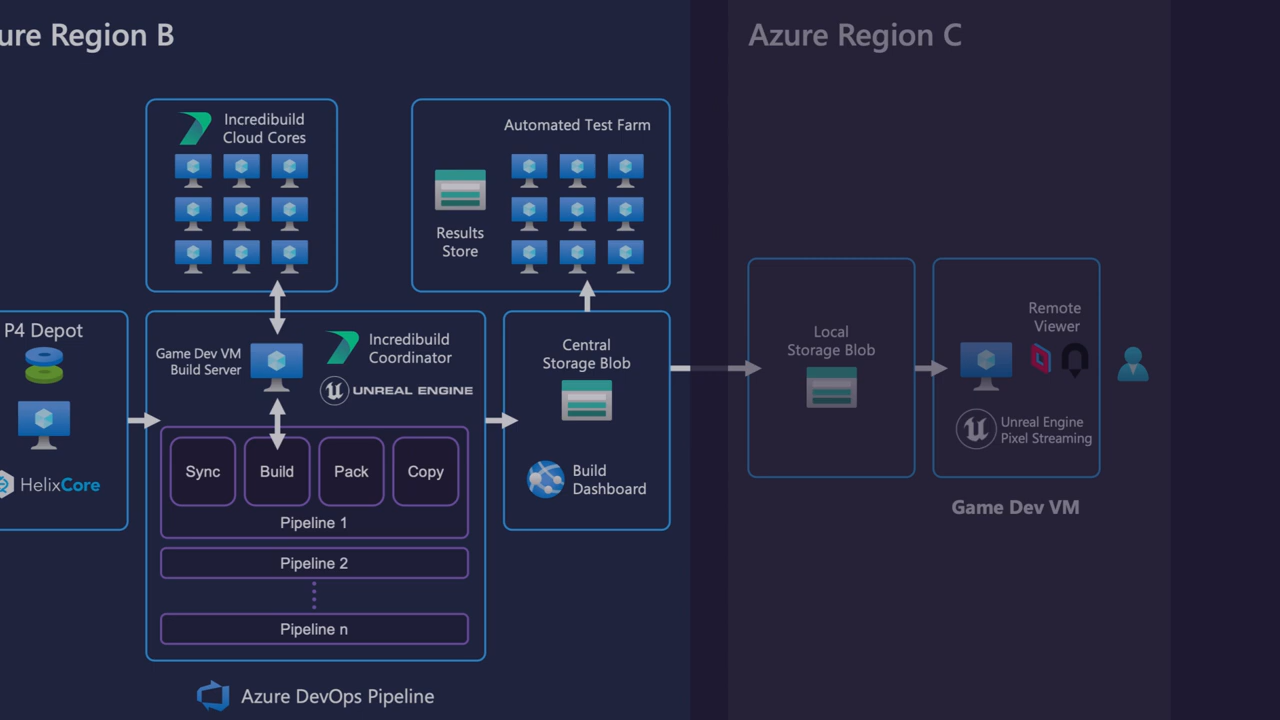 ure Region B
Azure Region C
Incredibuild
Cloud Cores
Automated Test Farm
Results
Store
P4 Depot
HelixCore
Game Dev VM
Build Server
Incredibuild
Coordinator
UNREAL ENGINE
Sync
Build
Pack
Copy
Pipeline 1
Pipeline 2
Pipeline n
Central
Storage Blob
Build
Dashboard
Local
Storage Blob
Remote
Viewer
Unreal Engine
Pixel Streaming
Game Dev VM
Azure DevOps Pipeline